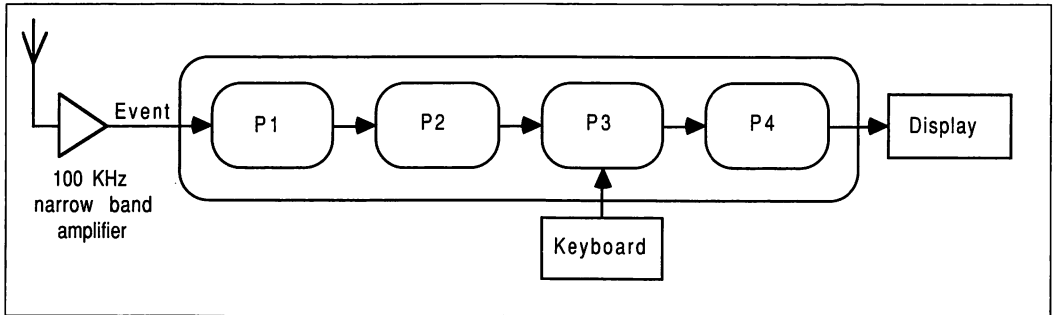 Event
P1
P2
P3
P4
Display
100 KHz
narrow band
amplifier
Keyboard